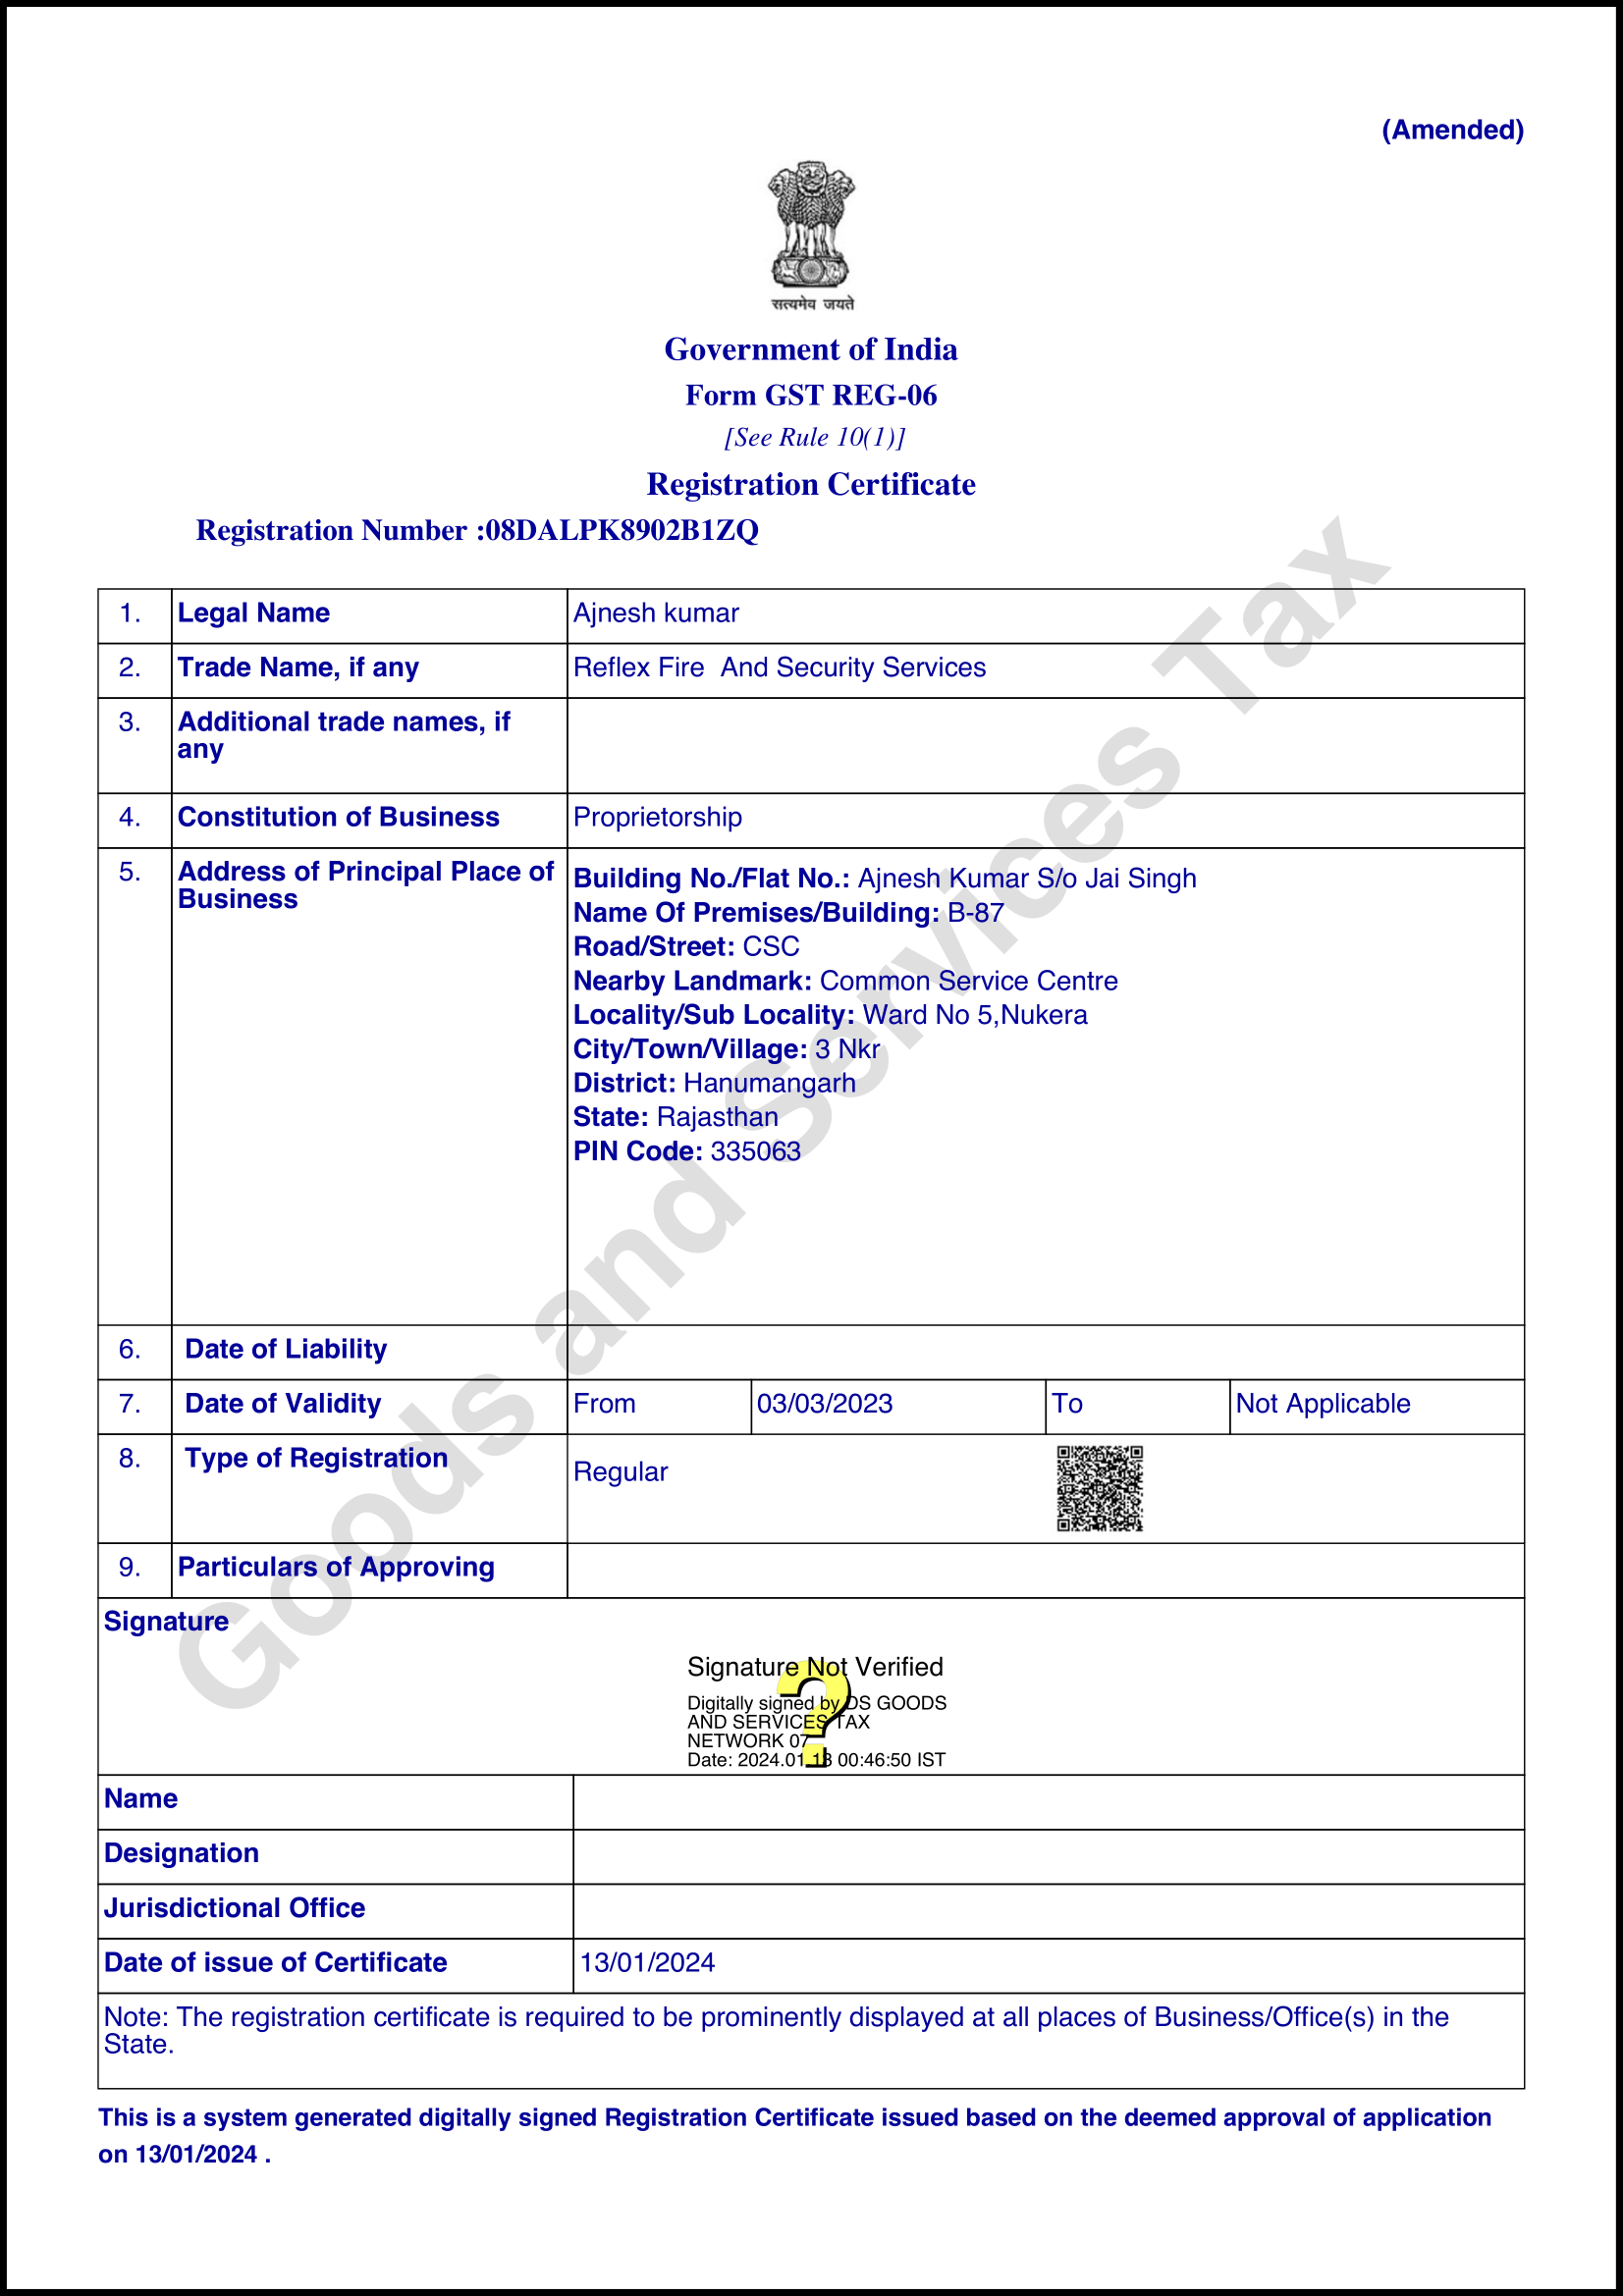 (Amended)
सत्यमेव जयते
Government of India
Form GST REG-06
[See Rule 10(1)]
Registration Certificate
Registration Number :08DALPK8902B1ZQ
1. Legal Name Ajnesh kumar
2. Trade Name, if any Reflex Fire  And Security Services
3. Additional trade names, if
any
4. Constitution of Business Proprietorship
5. Address of Principal Place of
Business
Building No./Flat No.: Ajnesh Kumar S/o Jai Singh
Name Of Premises/Building: B-87
Road/Street: CSC
Nearby Landmark: Common Service Centre
Locality/Sub Locality: Ward No 5,Nukera
City/Town/Village: 3 Nkr
District: Hanumangarh
State: Rajasthan
PIN Code: 335063
6. Date of Liability
7. Date of Validity From 03/03/2023 To Not Applicable
8. Type of Registration Regular
9. Particulars of Approving
Signature
Signature Not Verified
Digitally signed by DS GOODS
AND SERVICES TAX
NETWORK 07
Date: 2024.01.13 00:46:50 IST
Name
Designation
Jurisdictional Office
Date of issue of Certificate 13/01/2024
Note: The registration certificate is required to be prominently displayed at all places of Business/Office(s) in the
State.
This is a system generated digitally signed Registration Certificate issued based on the deemed approval of application
on 13/01/2024 .
Goods and Services Tax